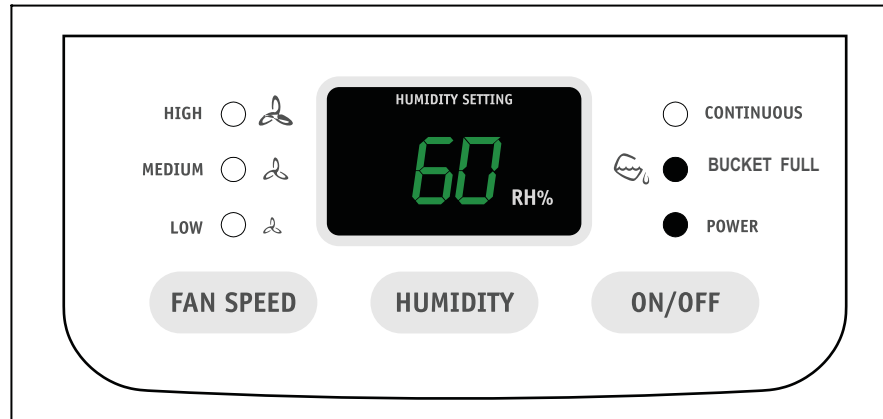 HUMIDITY SETTING
HIGH
CONTINUOUS
MEDIUM
60
BUCKET FULL
RH%
LOW
POWER
FAN SPEED
HUMIDITY
ON/OFF